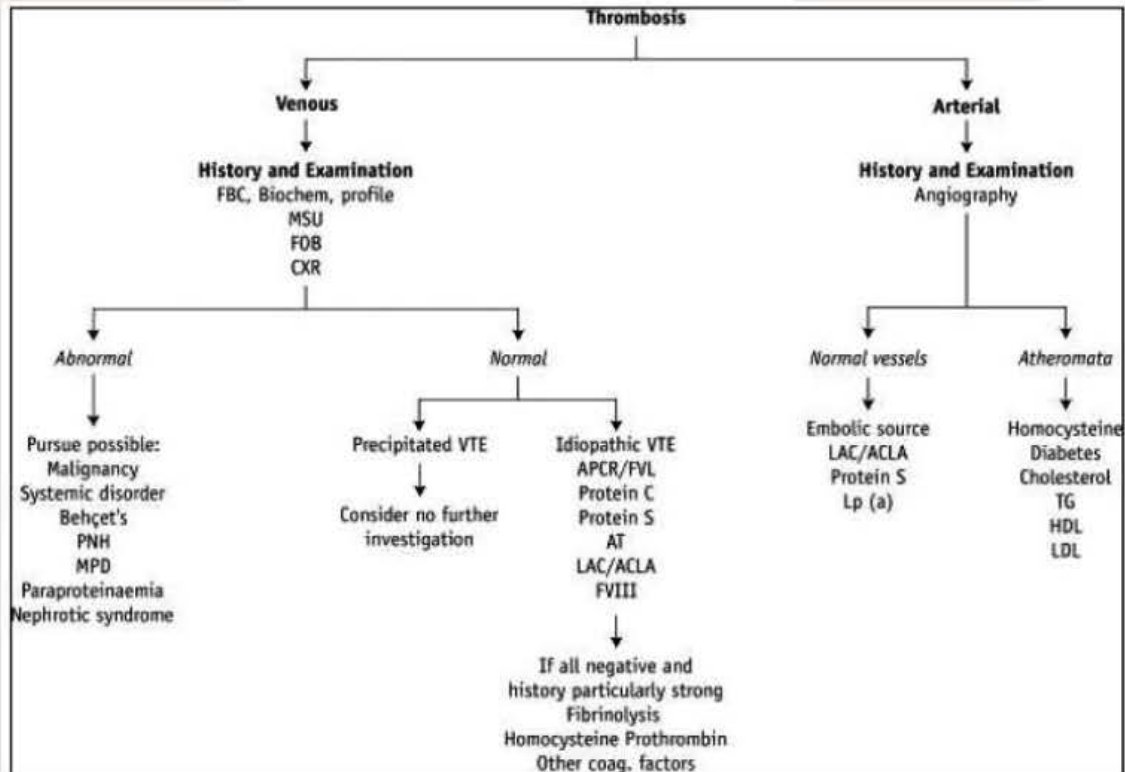 Thrombosis
Venous
Arterial
History and Examination
FBC, Biochem, profile
MSU
FOB
CXR
History and Examination
Angiography
Abnormal
Normal
Normal vessels
Atheromata
Pursue possible:
Malignancy
Systemic disorder
Behçet's
PNH
MPD
Paraproteinaemia
Nephrotic syndrome
Precipitated VTE
Consider no further
investigation
Idiopathic VTE
APCR/FVL
Protein C
Protein S
AT
LAC/ACLA
FVIII
If all negative and
history particularly strong
Fibrinolysis
Homocysteine Prothrombin
Other coag. factors
Embolic source
LAC/ACLA
Protein S
Lp (a)
Homocysteine
Diabetes
Cholesterol
TG
HDL
LDL